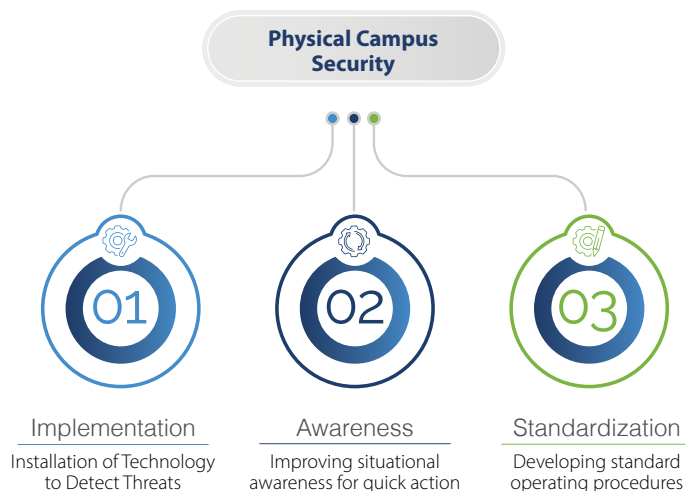 Physical Campus
Security
01
02
03
Implementation
Installation of Technology
to Detect Threats
Awareness
Improving situational
awareness for quick action
Standardization
Developing standard
operating procedures